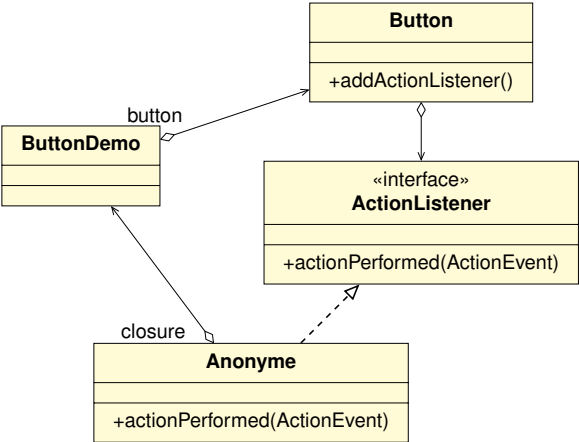 Button
+addActionListener()
button
ButtonDemo
«interface»
ActionListener
+actionPerformed(ActionEvent)
closure
Anonyme
+actionPerformed(ActionEvent)